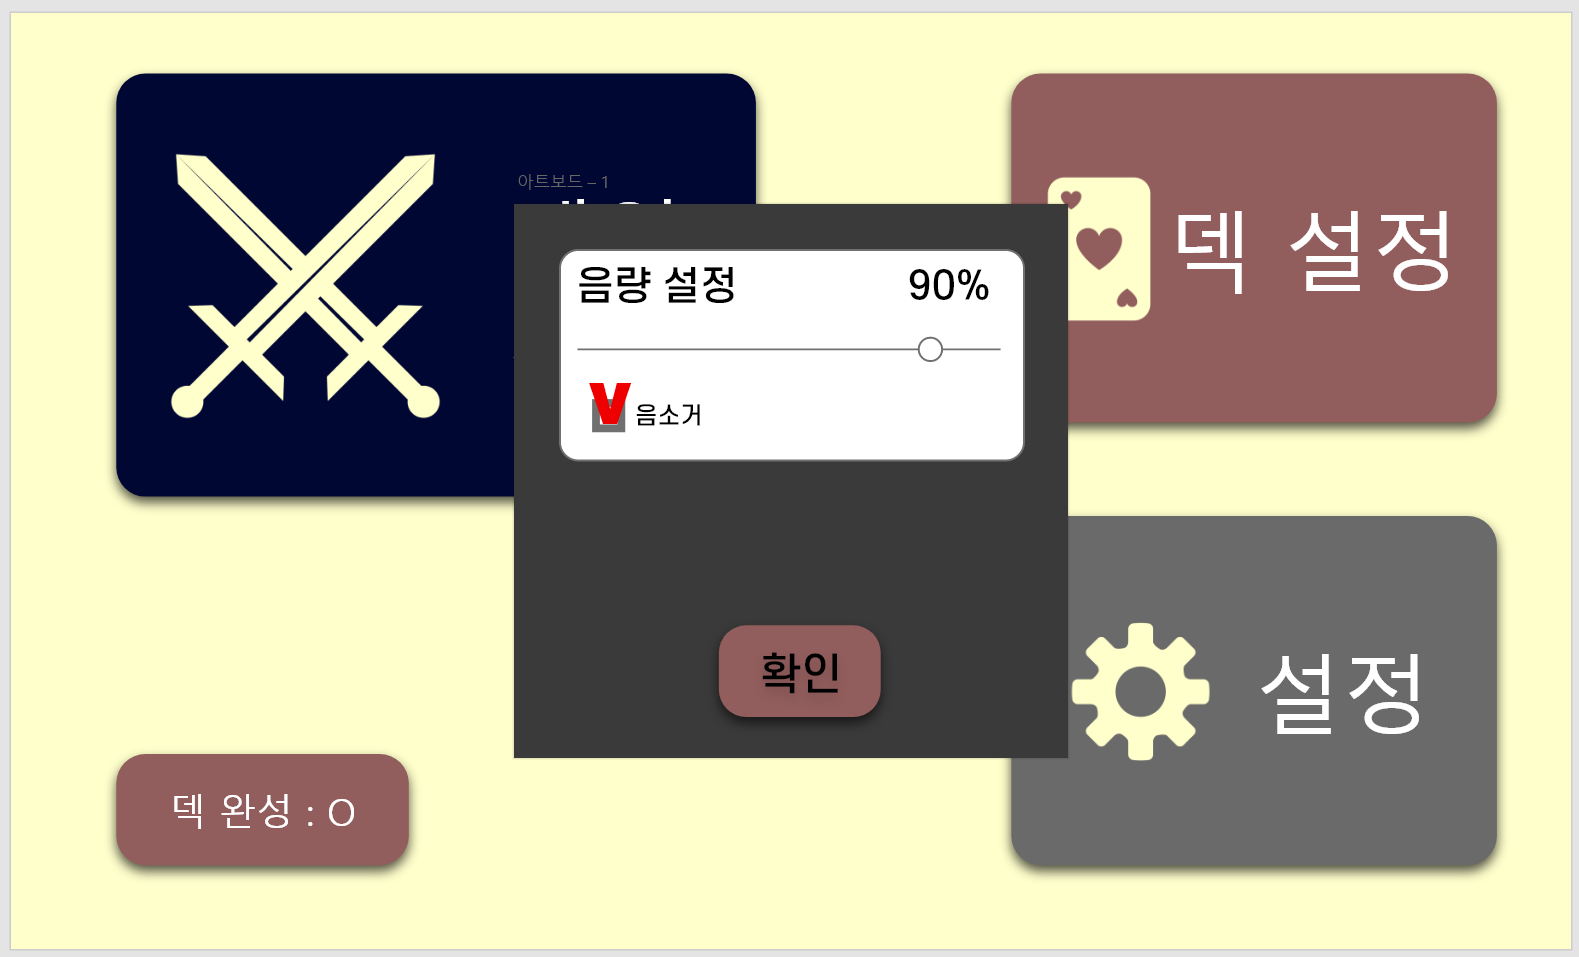 아트보드 – 1
덱 설정
음량 설정
90%
음소거
설정
확인
덱 완성 : O